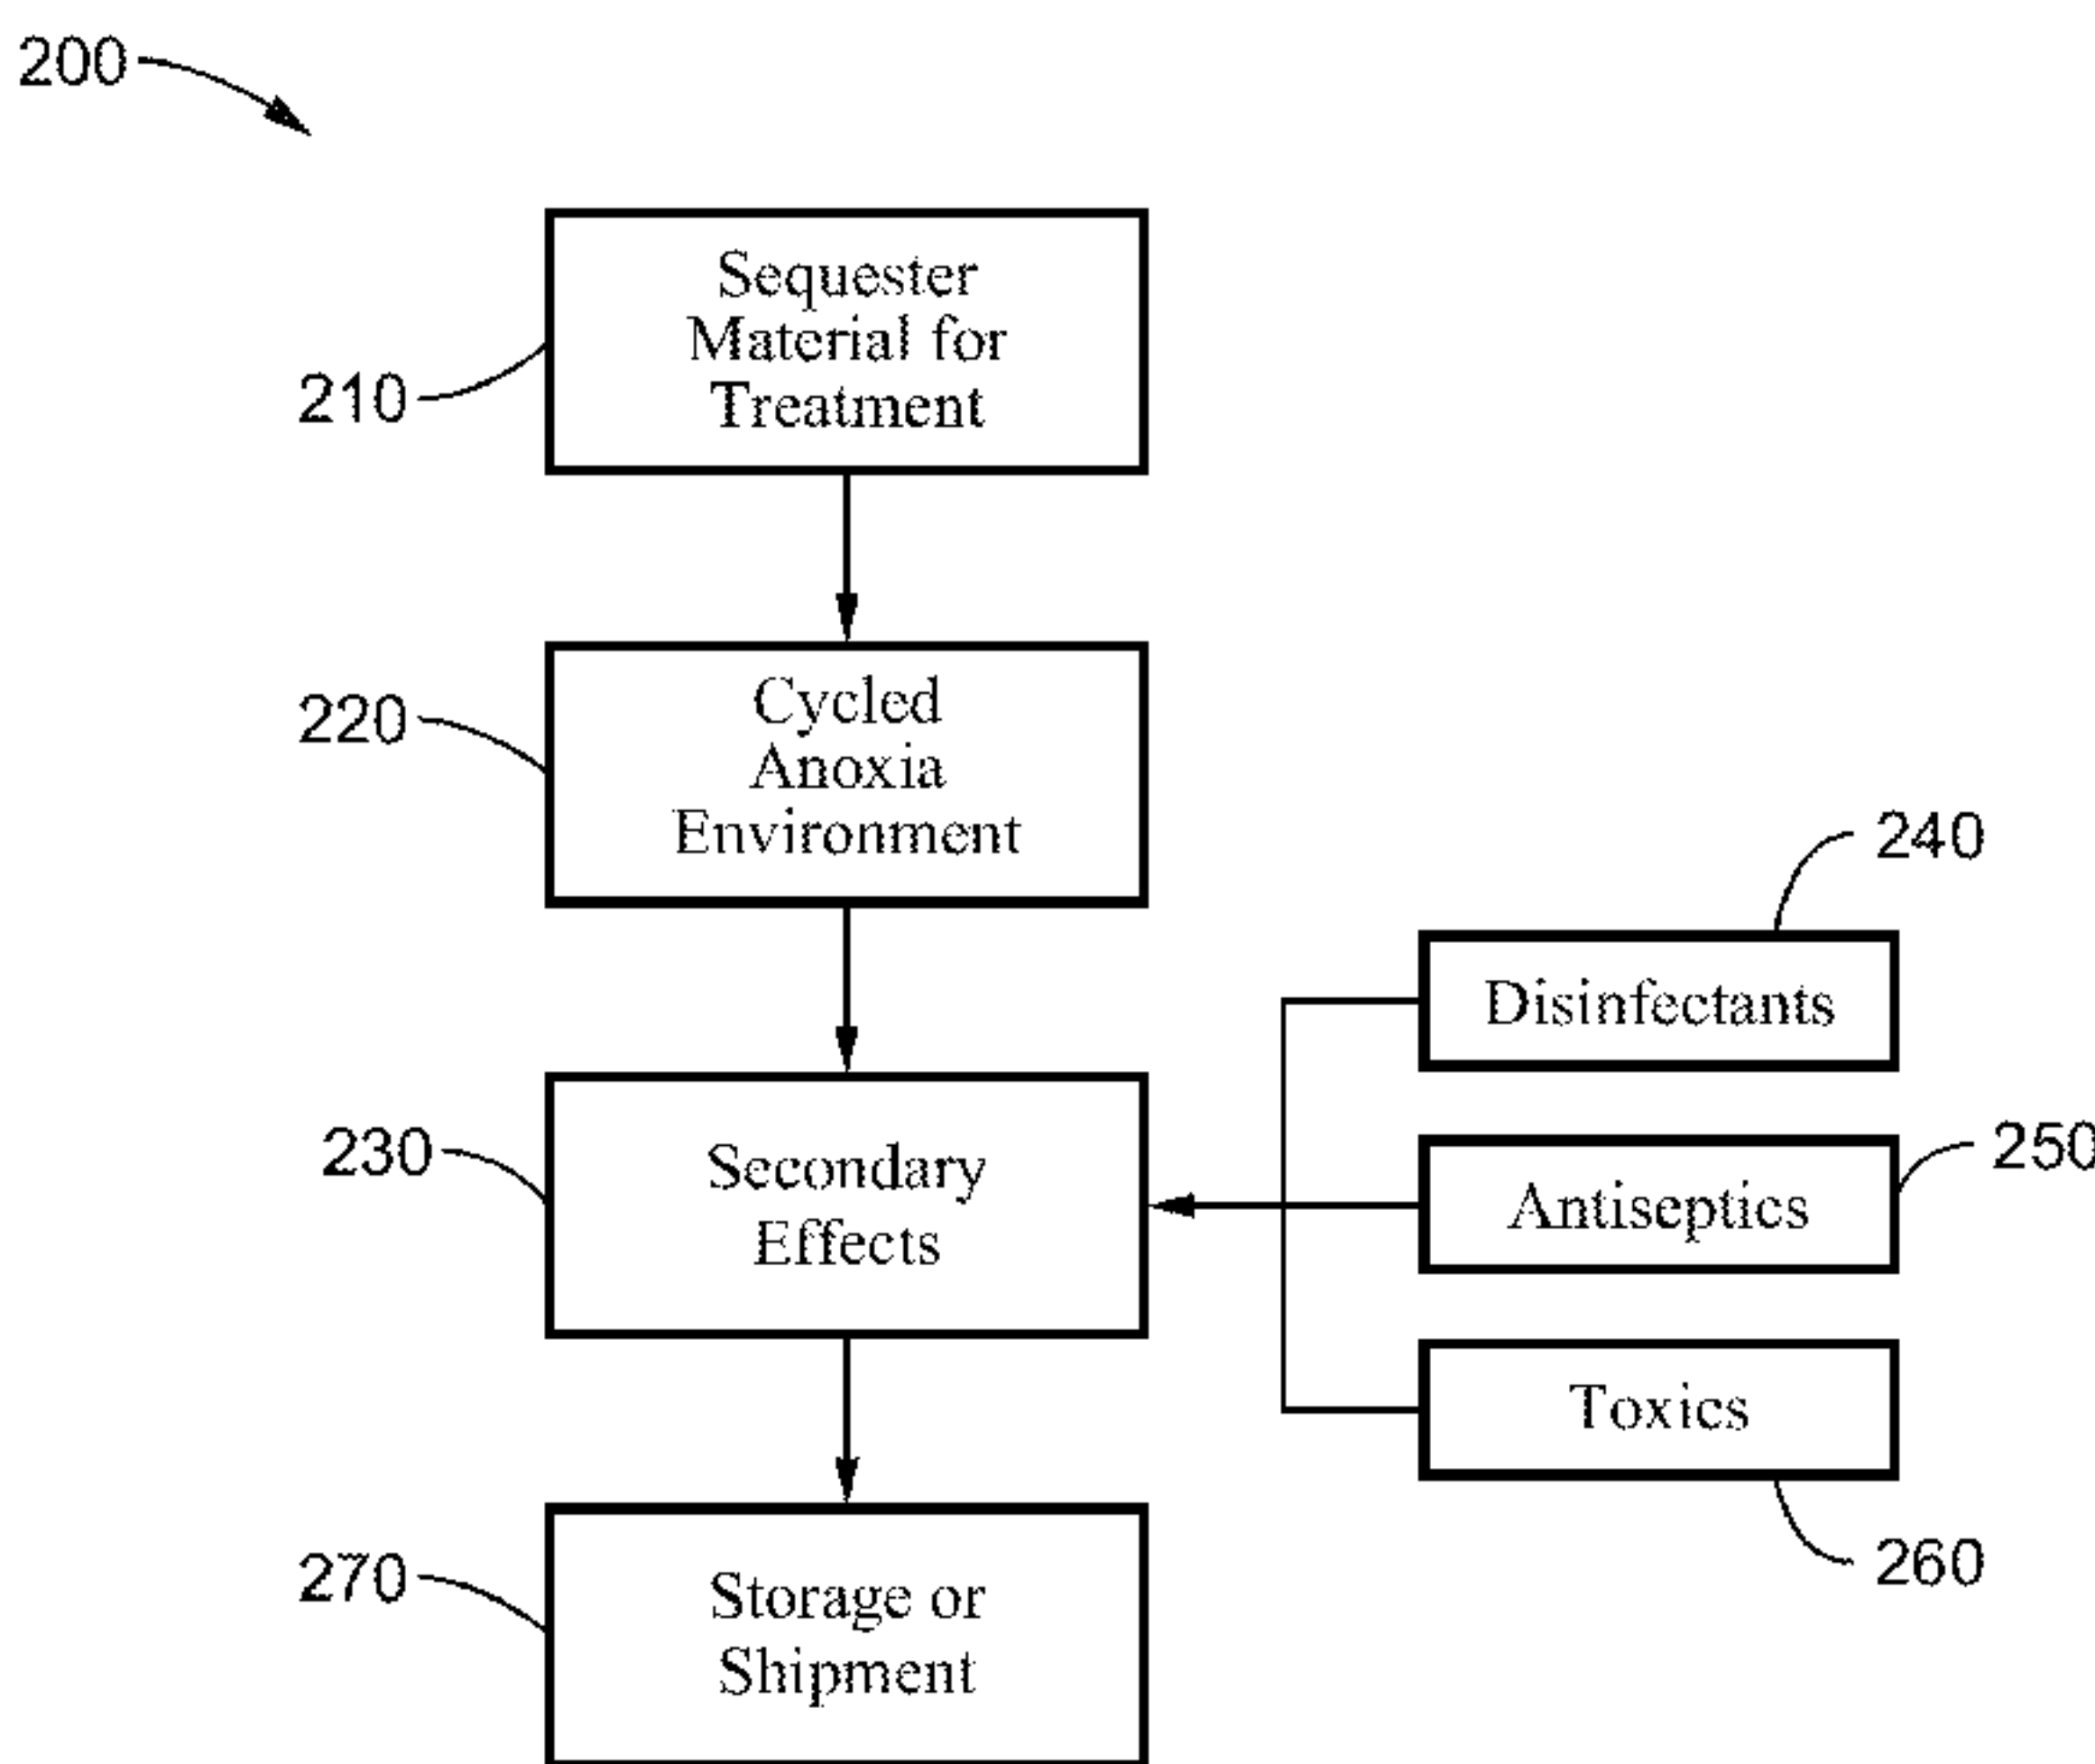 200
210
Sequester
Material for
Treatment
220
Cycled
Anoxia
Environment
230
Secondary
Effects
240
Disinfectants
250
Antiseptics
Toxics
260
270
Storage or
Shipment